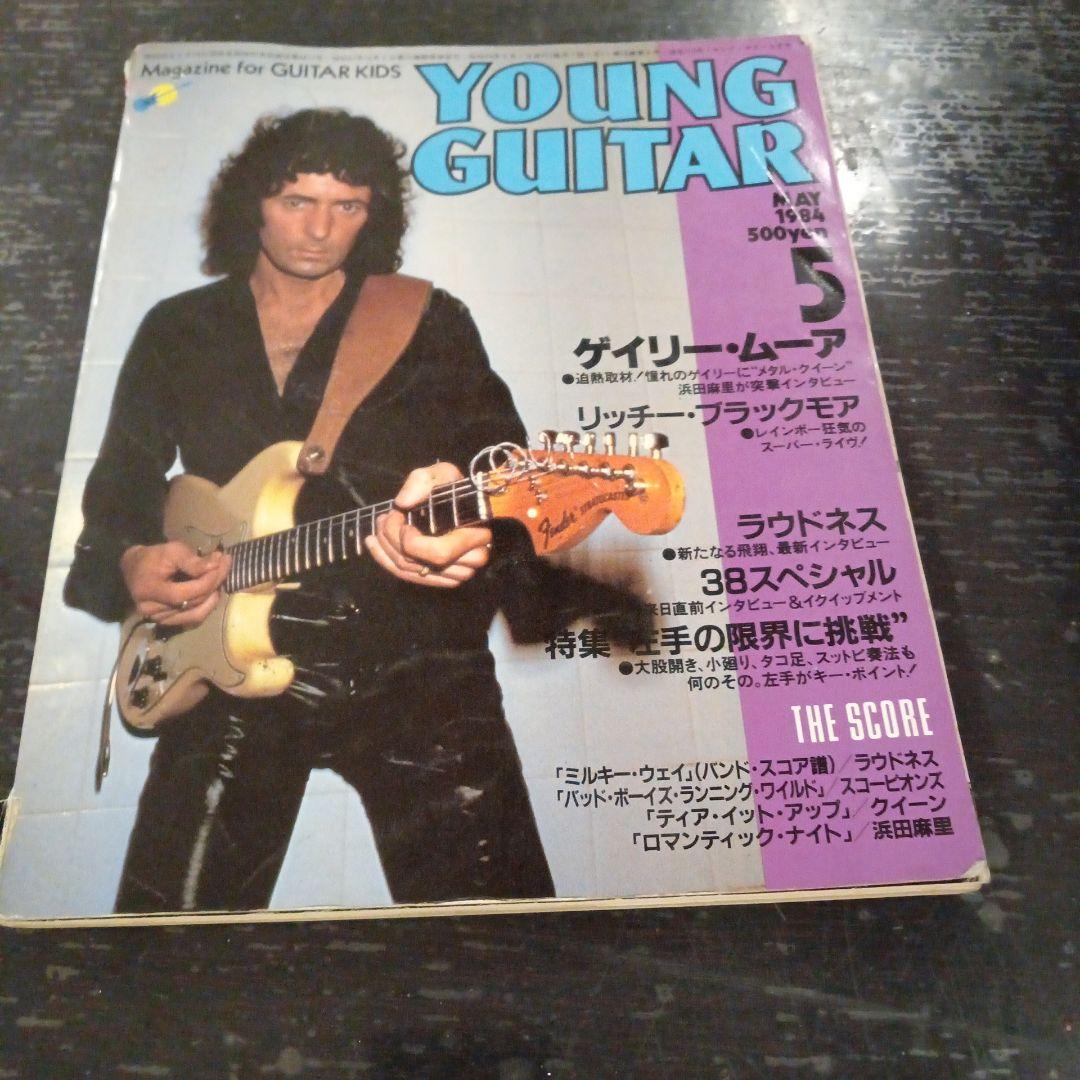 Magazine for GUITAR KIDS
YOUNG
GUITAR
MAY
1984
500yen
5
ゲイリー・ムーア
●追熱取材!憧れのゲイリーに"メタル・クイーン"
浜田麻里が突撃インタビュー
リッチー・ブラックモア
●レインボー狂気の
スーパー・ライヴ!
ラウドネス
●新たなる飛翔、最新インタビュー
38スペシャル
来日直前インタビュー&イクイップメント
特集"左手の限界に挑戦"
●大股開き、小廻り、タコ足、スットビ奏法も
何のその。左手がキー・ポイント!
THE SCORE
「ミルキー・ウェイ」(バンド・スコア譜)/ラウドネス
「バッド・ボーイズ・ランニング・ワイルド」/スコーピオンズ
「ティア・イット・アップ」/クイーン
「ロマンティック・ナイト」/浜田麻里
Fender STRATOCASTER